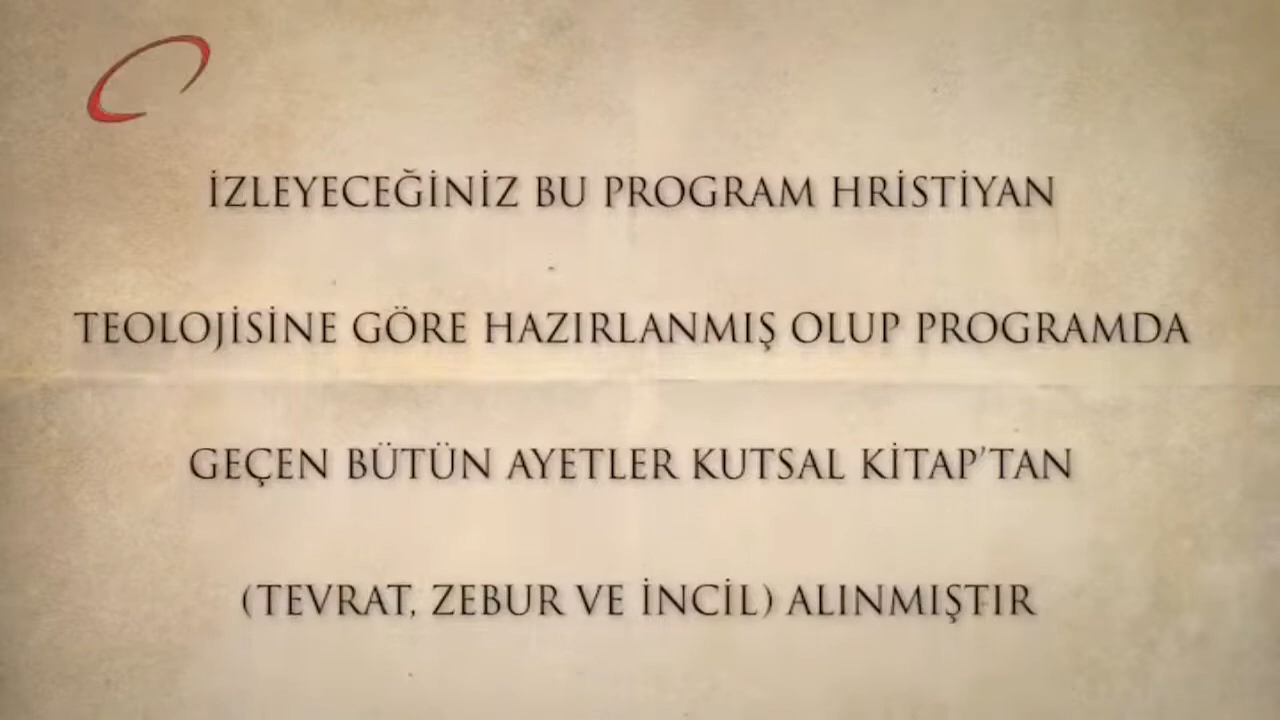 İZLEYECEĞİNİZ BU PROGRAM HRİSTİYAN
TEOLOJİSİNE GÖRE HAZIRLANMIŞ OLUP PROGRAMDA
GEÇEN BÜTÜN AYETLER KUTSAL KİTAP'TAN
(TEVRAT, ZEBUR VE İNCİL) ALINMIŞTIR